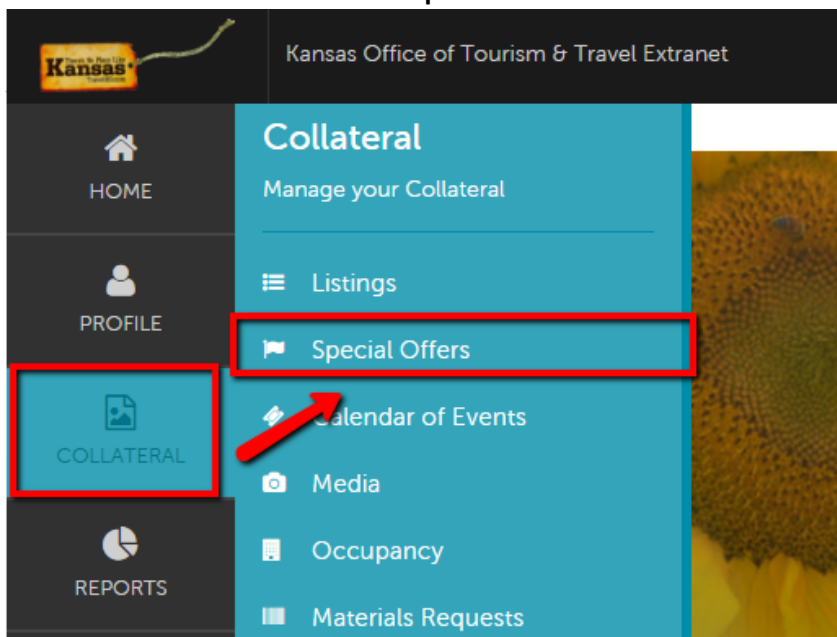 Kansas
Kansas Office of Tourism & Travel Extranet
HOME
PROFILE
COLLATERAL
REPORTS
Collateral
Manage your Collateral
Listings
Special Offers
Calendar of Events
Media
Occupancy
Materials Requests